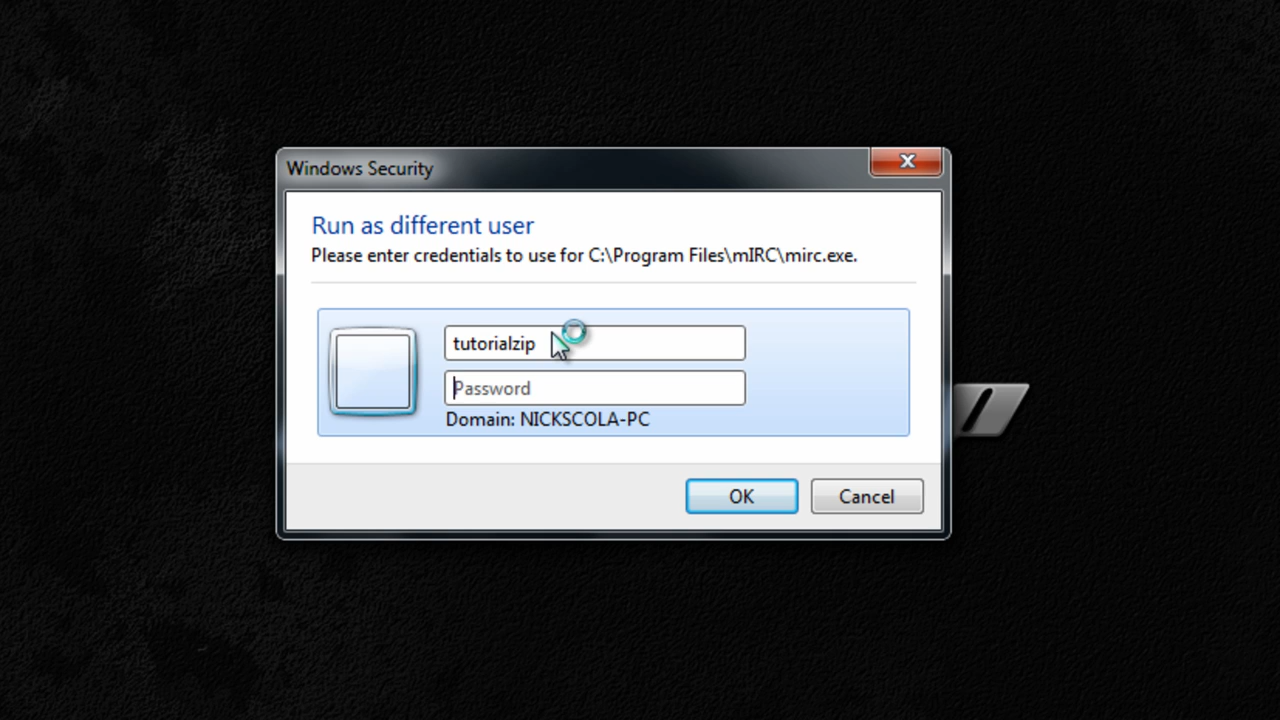 Windows Security
Run as different user
Please enter credentials to use for C:\Program Files\mIRC\mirc.exe.
tutorialzip
Password
Domain: NICKSCOLA-PC
OK
Cancel